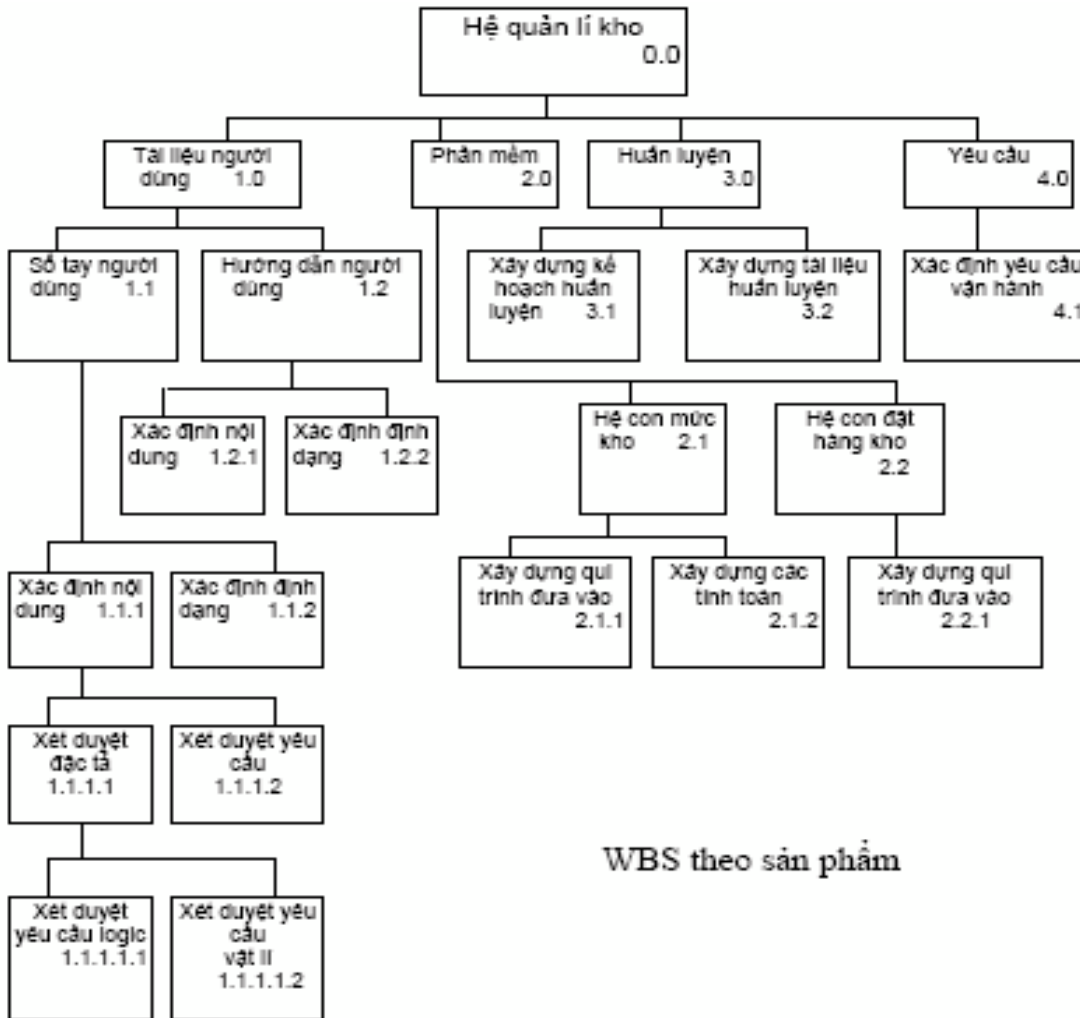 Hệ quản lí kho
0.0
Tài liệu người
dùng 1.0
Phần mềm
2.0
Huấn luyện
3.0
Yêu cầu
4.0
Sổ tay người
dùng 1.1
Hướng dẫn người
dùng 1.2
Xây dựng kế
hoạch huấn
luyện 3.1
Xây dựng tài liệu
huấn luyện
3.2
Xác định yêu cầu
vận hành
4.1
Xác định nội
dung 1.2.1
Xác định định
dạng 1.2.2
Hệ con mức
kho 2.1
Hệ con đặt
hàng kho
2.2
Xác định nội
dung 1.1.1
Xác định định
dạng 1.1.2
Xây dựng qui
trình đưa vào
2.1.1
Xây dựng các
tính toán
2.1.2
Xây dựng qui
trình đưa vào
2.2.1
Xét duyệt
đặc tả
1.1.1.1
Xét duyệt yêu
cầu
1.1.1.2
WBS theo sản phẩm
Xét duyệt
yêu cầu logic
1.1.1.1.1
Xét duyệt yêu
cầu
vật lí
1.1.1.1.2